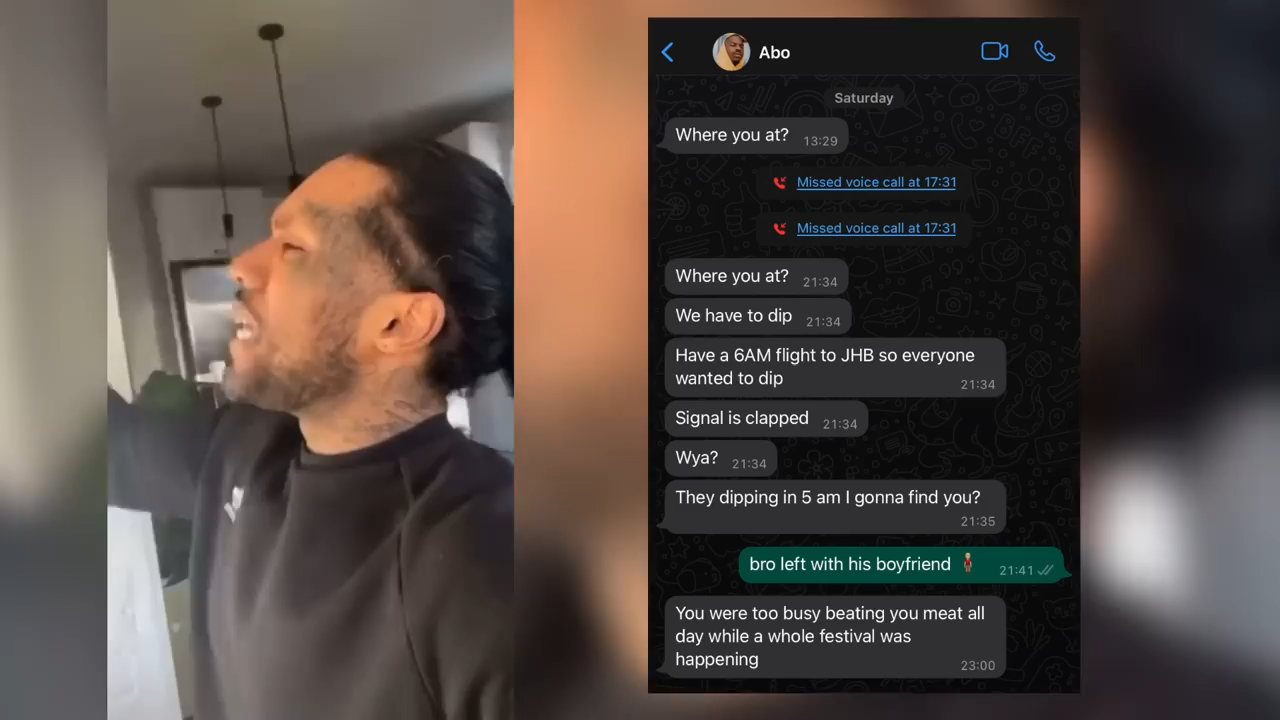 Abo
Saturday
Where you at? 13:29
Missed voice call at 17:31
Missed voice call at 17:31
Where you at? 21:34
We have to dip 21:34
Have a 6AM flight to JHB so everyone
wanted to dip 21:34
Signal is clapped 21:34
Wya? 21:34
They dipping in 5 am I gonna find you?
21:35
bro left with his boyfriend 🧍🏽‍♂️ 21:41
You were too busy beating you meat all
day while a whole festival was
happening 23:00